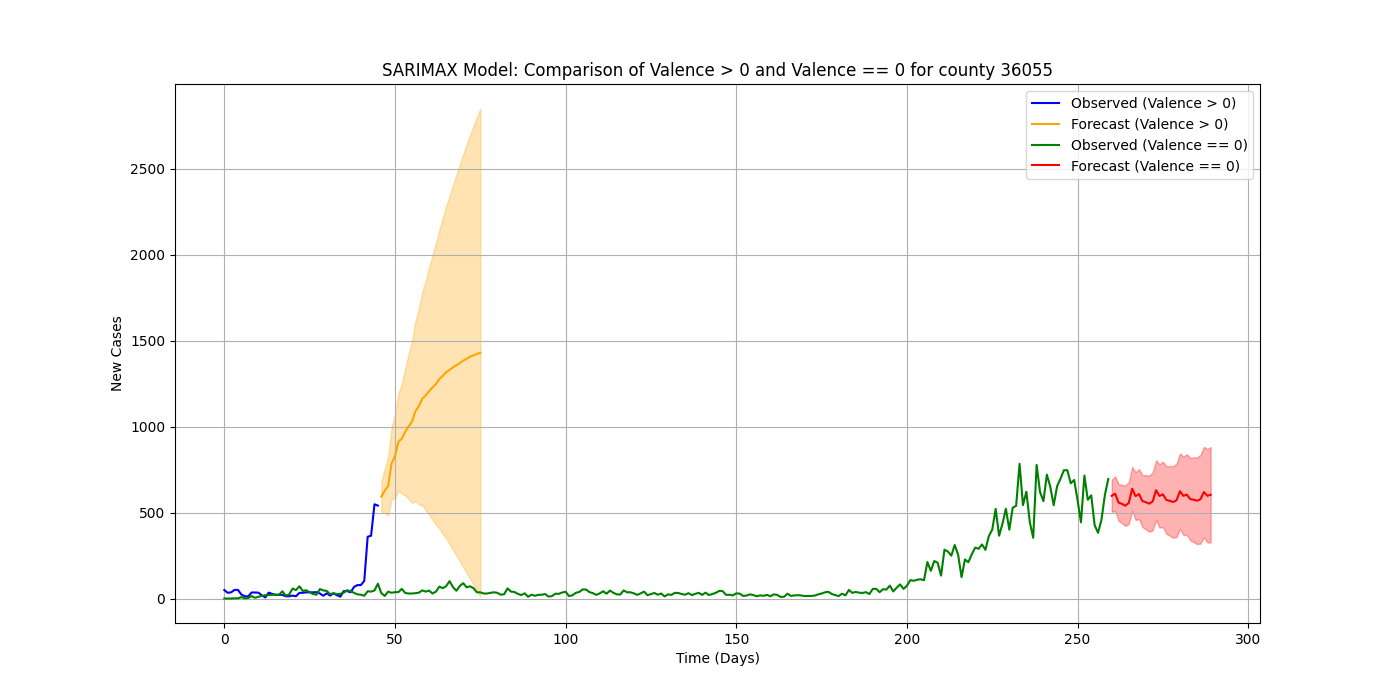 SARIMAX Model: Comparison of Valence > 0 and Valence == 0 for county 36055
Observed (Valence > 0)
Forecast (Valence > 0)
Observed (Valence == 0)
Forecast (Valence == 0)
New Cases
2500
2000
1500
1000
500
0
0 50 100 150 200 250 300
Time (Days)